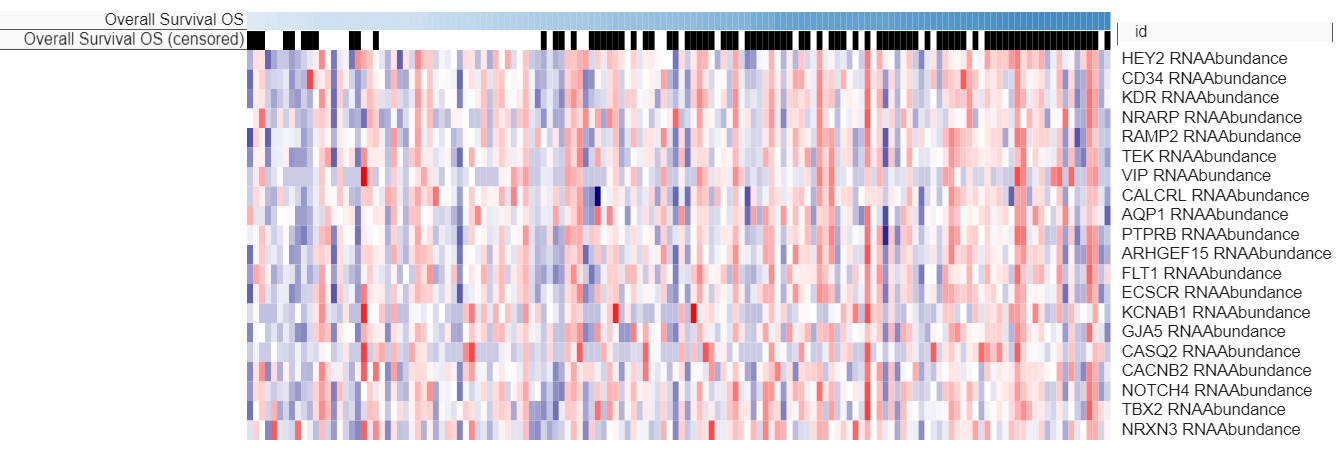 Overall Survival OS
Overall Survival OS (censored)
id
HEY2 RNAAbundance
CD34 RNAAbundance
KDR RNAAbundance
NRARP RNAAbundance
RAMP2 RNAAbundance
TEK RNAAbundance
VIP RNAAbundance
CALCRL RNAAbundance
AQP1 RNAAbundance
PTPRB RNAAbundance
ARHGEF15 RNAAbundance
FLT1 RNAAbundance
ECSCR RNAAbundance
KCNAB1 RNAAbundance
GJA5 RNAAbundance
CASQ2 RNAAbundance
CACNB2 RNAAbundance
NOTCH4 RNAAbundance
TBX2 RNAAbundance
NRXN3 RNAAbundance